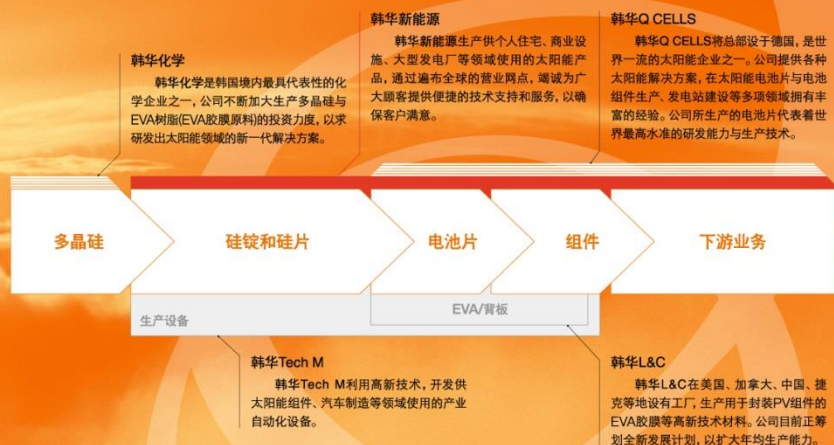 韩华化学
韩华化学是韩国境内最具代表性的化
学企业之一，公司不断加大生产多晶硅与
EVA树脂(EVA胶膜原料)的投资力度，以求
研发出太阳能领域的新一代解决方案。
韩华新能源
韩华新能源生产供个人住宅、商业设
施、大型发电厂等领域使用的太阳能产
品，通过遍布全球的营业网点，竭诚为广
大顾客提供便捷的技术支持和服务，以确
保客户满意。
韩华Q CELLS
韩华Q CELLS将总部设于德国，是世
界一流的太阳能企业之一。公司提供各种
太阳能解决方案，在太阳能电池片与电池
组件生产、发电站建设等多项领域拥有丰
富的经验。公司所生产的电池片代表着世
界最高水准的研发能力与生产技术。
多晶硅
硅锭和硅片
电池片
组件
下游业务
生产设备
EVA/背板
韩华Tech M
韩华Tech M利用高新技术，开发供
太阳能组件、汽车制造等领域使用的产业
自动化设备。
韩华L&C
韩华L&C在美国、加拿大、中国、捷
克等地设有工厂，生产用于封装PV组件的
EVA胶膜等高新技术材料。公司目前正筹
划全新发展计划，以扩大年均生产能力。